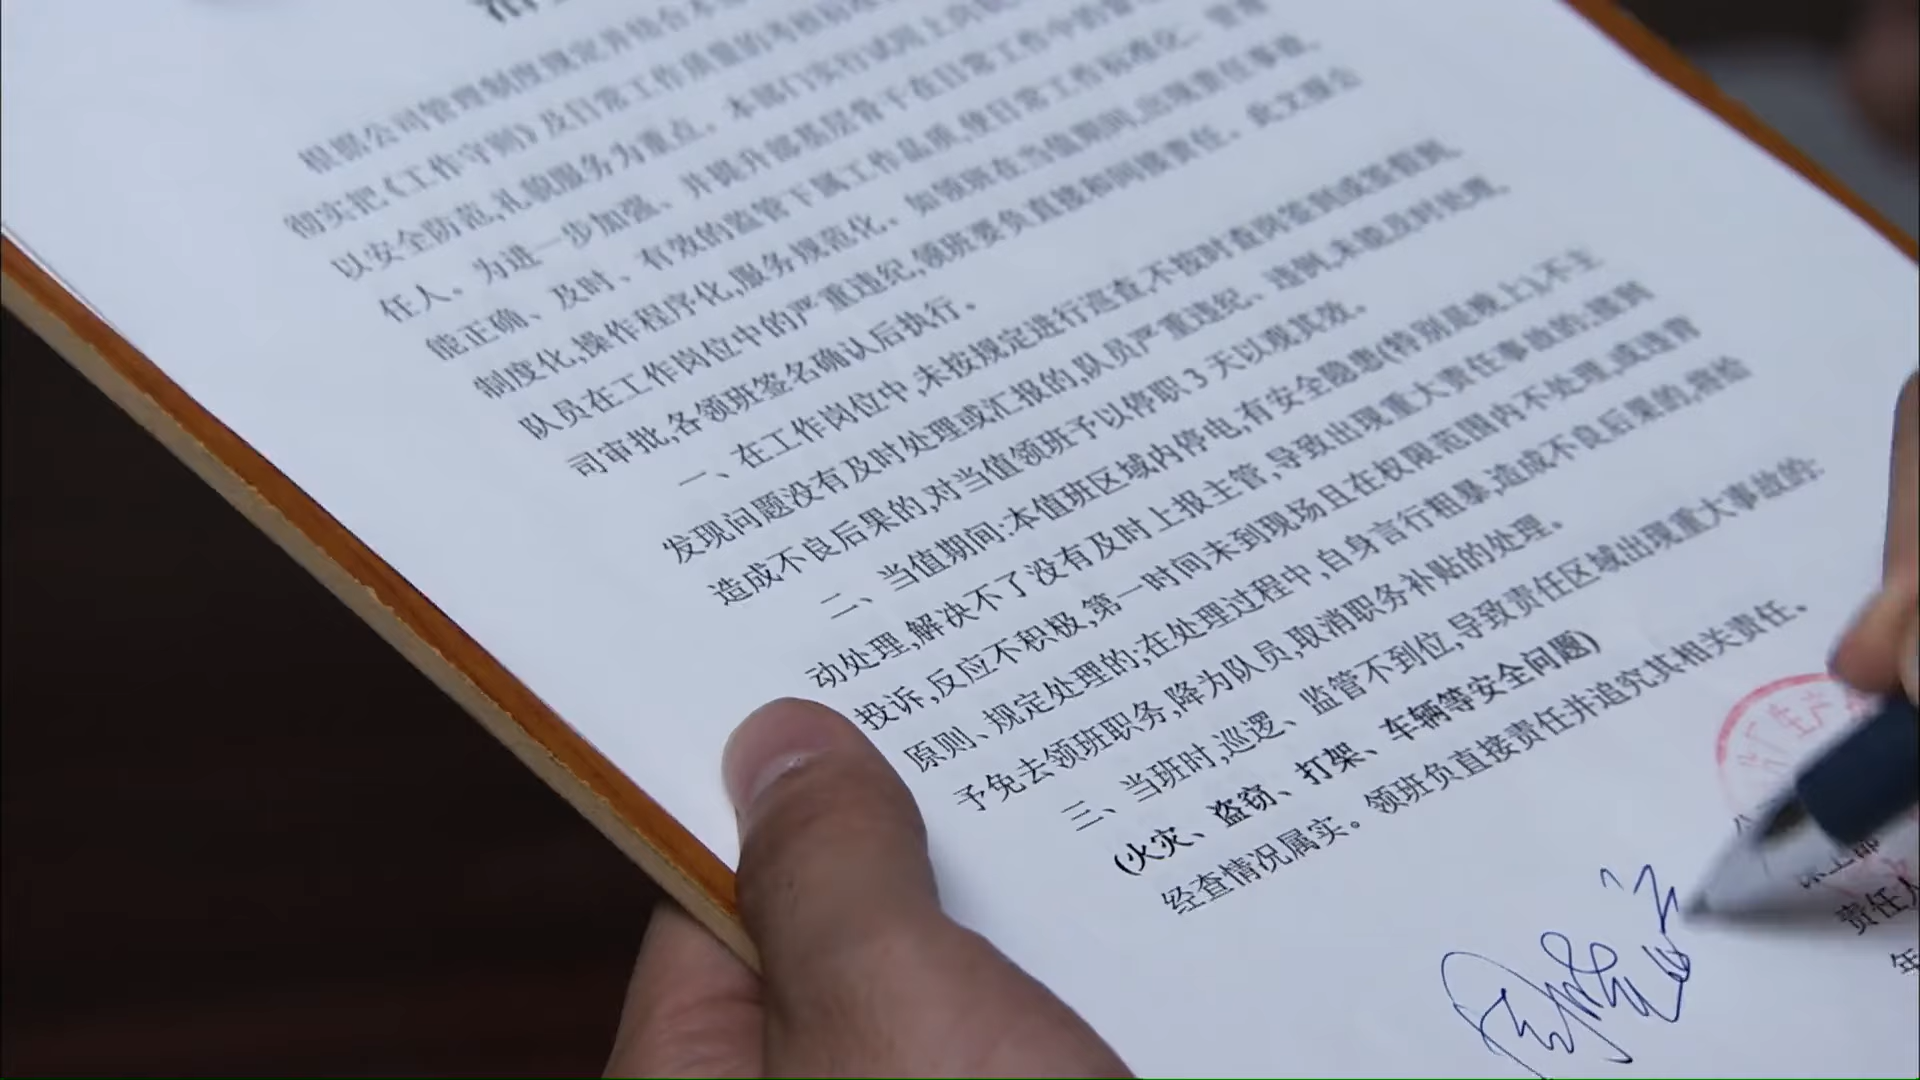 根据公司管理制度规定并结合本
彻实把《工作守则》及日常工作质量的考核标准
以安全防范,礼貌服务为重点。本部门实行试岗上岗
任人。为进一步加强、并提升部基层骨干在日常工作中的
能正确、及时、有效的监管下属工作品质,使日常工作标准化、管理
制度化,操作程序化,服务规范化。如领班在当值期间,出现责任事故,
队员在工作岗位中的严重违纪,领班要负直接和间接责任。此文报公
司审批,各领班签名确认后执行。
一、在工作岗位中,未按规定进行巡查,不按时查岗签到或签假到,
发现问题没有及时处理或汇报的,队员严重违纪、违例,未能及时处理,
造成不良后果的,对当值领班予以停职3天以观其效。
二、当值期间:本值班区域内停电,有安全隐患(特别是晚上),不主
动处理,解决不了没有及时上报主管,导致出现重大责任事故的;接到
投诉,反应不积极,第一时间未到现场且在权限范围内不处理,或违背
原则、规定处理的;在处理过程中,自身言行粗暴,造成不良后果的,将给
予免去领班职务,降为队员,取消职务补贴的处理。
三、当班时,巡逻、监管不到位,导致责任区域出现重大事故的:
(火灾、盗窃、打架、车辆等安全问题)
经查情况属实。领班负直接责任并追究其相关责任。
生产
责任人
年